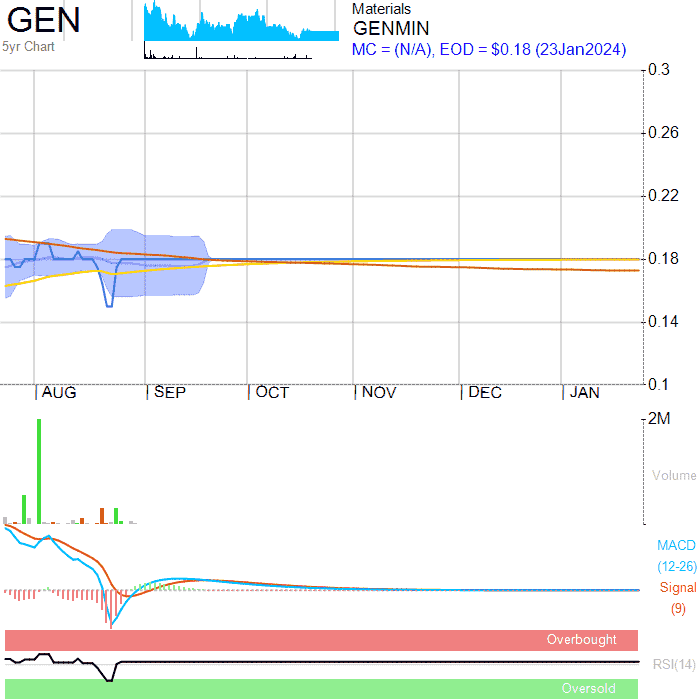 GEN
5yr Chart
Materials
GENMIN
MC = (N/A), EOD = $0.18 (23Jan2024)
0.3
0.26
0.22
0.18
0.14
0.1
AUG SEP OCT NOV DEC JAN
2M
Volume
MACD
(12-26)
Signal
(9)
Overbought
RSI(14)
Oversold